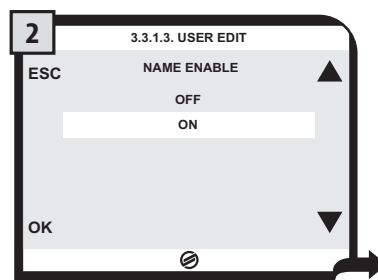 2
3.3.1.3. USER EDIT
ESC
NAME ENABLE
OFF
ON
OK